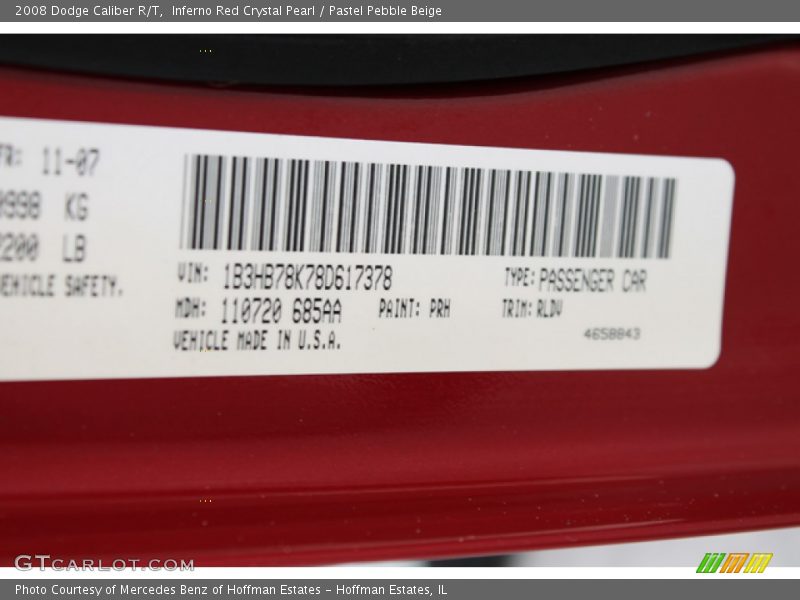 2008 Dodge Caliber R/T, Inferno Red Crystal Pearl / Pastel Pebble Beige
11-07
KG
LB
VEHICLE SAFETY.
VIN: 1B3HB78K78D617378
TYPE: PASSENGER CAR
MDH: 110720 685AA
PAINT: PRH
TRIM: RLDV
VEHICLE MADE IN U.S.A.
4658843
GTCARLOT.COM
Photo Courtesy of Mercedes Benz of Hoffman Estates - Hoffman Estates, IL